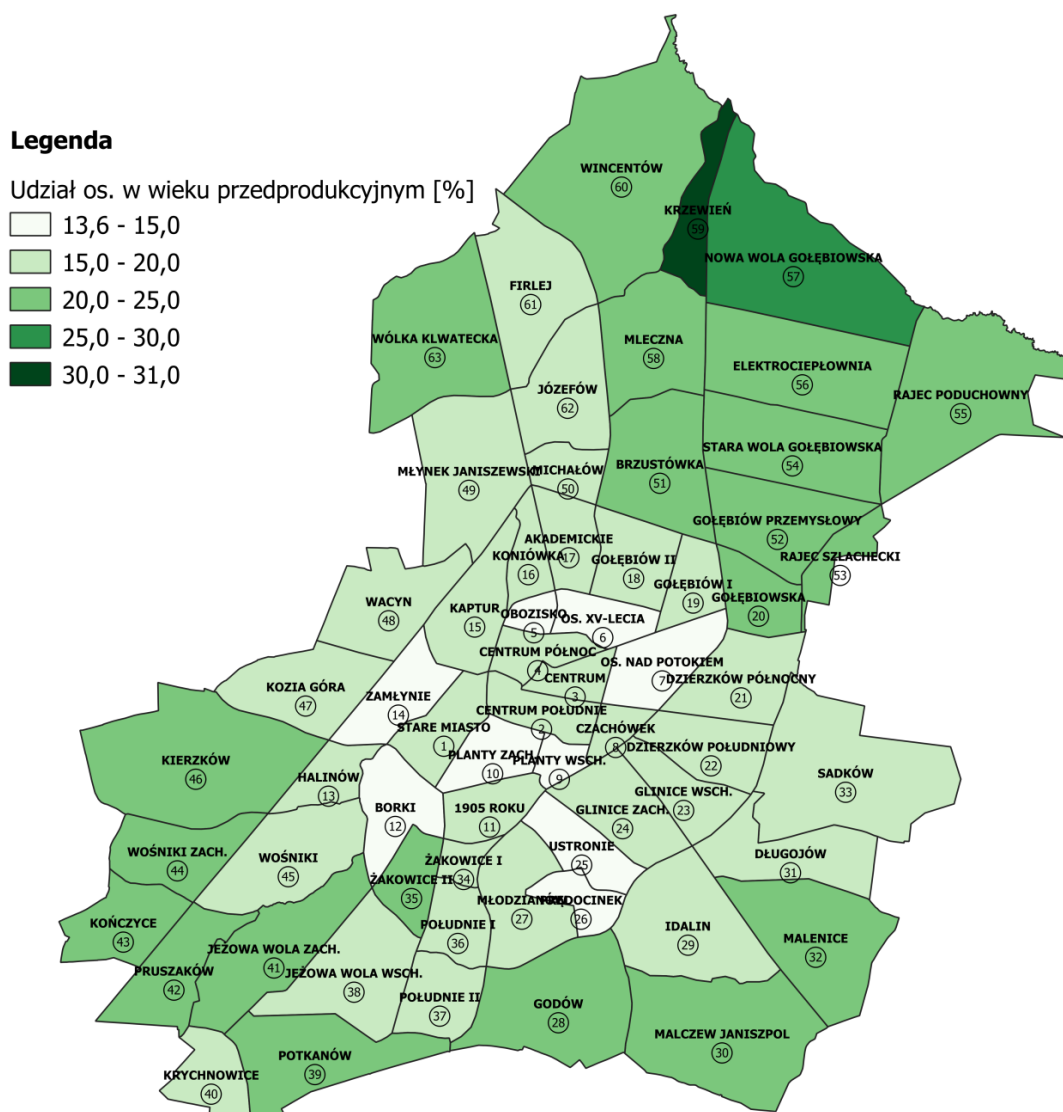 Legenda
Udział os. w wieku przedprodukcyjnym [%]
13,6 - 15,0
15,0 - 20,0
20,0 - 25,0
25,0 - 30,0
30,0 - 31,0
WINCENTÓW
60
KRZEWIEŃ
59
NOWA WOLA GOŁĘBIOWSKA
57
FIRLEJ
61
WÓLKA KLWATECKA
63
MLECZNA
58
ELEKTROCIEPŁOWNIA
56
RAJEC PODUCHOWNY
55
JÓZEFÓW
62
STARA WOLA GOŁĘBIOWSKA
54
MŁYNEK JANISZEWSKI
49
MICHAŁÓW
50
BRZUSTÓWKA
51
GOŁĘBIÓW PRZEMYSŁOWY
52
RAJEC SZLACHECKI
53
AKADEMICKIE
17
KONIÓWKA
16
GOŁĘBIÓW II
18
GOŁĘBIÓW I
19
GOŁĘBIOWSKA
20
WACYN
48
KAPTUR
15
OBOZISKO
5
OS. XV-LECIA
6
CENTRUM PÓŁNOC
4
OS. NAD POTOKIEM
7
CENTRUM
3
DZIERZKÓW PÓŁNOCNY
21
KOZIA GÓRA
47
ZAMŁYNIE
14
STARE MIASTO
1
CENTRUM POŁUDNIE
2
CZACHÓWEK
8
DZIERZKÓW POŁUDNIOWY
22
KIERZKÓW
46
HALINÓW
13
PLANTY ZACH.
10
PLANTY WSCH.
9
SADKÓW
33
BORKI
12
1905 ROKU
11
GLINICE WSCH.
23
GLINICE ZACH.
24
WOŚNIKI ZACH.
44
WOŚNIKI
45
ŻAKOWICE I
34
USTRONIE
25
DŁUGOJÓW
31
ŻAKOWICE II
35
MŁODZIANÓW
27
PRĘDOCINEK
26
KOŃCZYCE
43
POŁUDNIE I
36
IDALIN
29
MALENICE
32
JEŻOWA WOLA ZACH.
41
PRUSZAKÓW
42
JEŻOWA WOLA WSCH.
38
POŁUDNIE II
37
GODÓW
28
MALCZEW JANISZPOL
30
POTKANÓW
39
KRYCHNOWICE
40